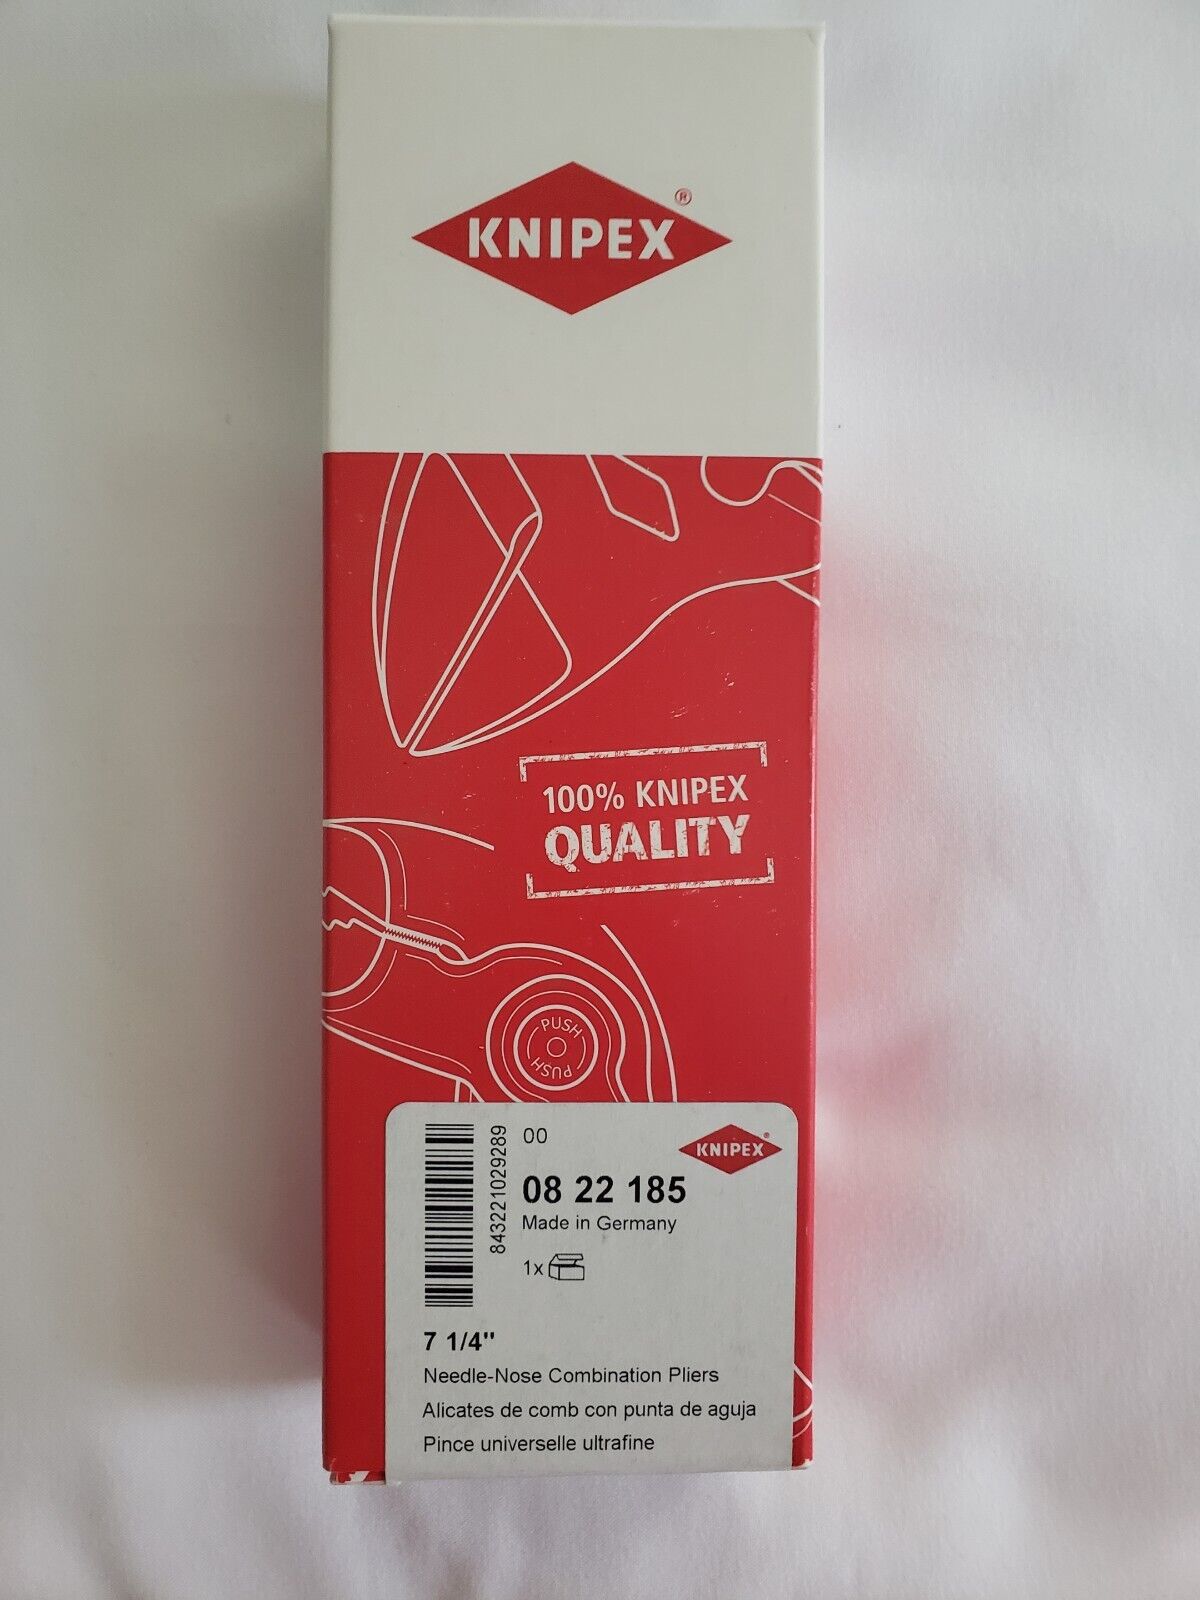 KNIPEX®
100% KNIPEX
QUALITY
PUSH
PUSH
843221029289
00
KNIPEX®
08 22 185
Made in Germany
1x
7 1/4"
Needle-Nose Combination Pliers
Alicates de comb con punta de aguja
Pince universelle ultrafine